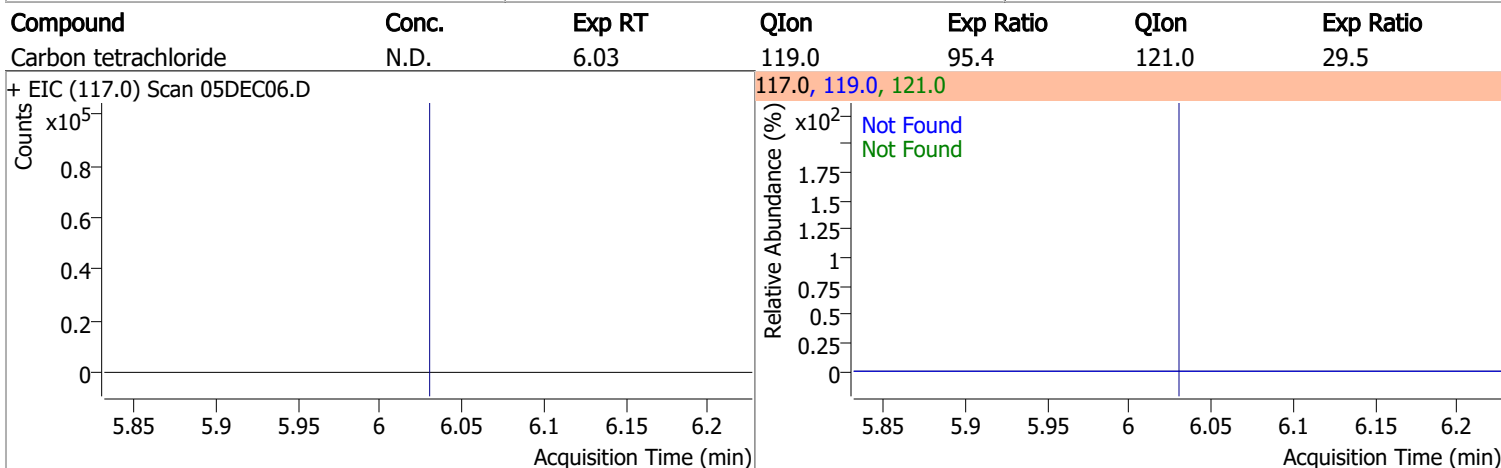 Compound Conc. Exp RT QIon Exp Ratio QIon Exp Ratio
Carbon tetrachloride N.D. 6.03 119.0 95.4 121.0 29.5
+ EIC (117.0) Scan 05DEC06.D
Counts
x10⁵
0.8
0.6
0.4
0.2
0
5.85 5.9 5.95 6 6.05 6.1 6.15 6.2
Acquisition Time (min)
117.0, 119.0, 121.0
Relative Abundance (%)
x10²
Not Found
Not Found
1.75
1.5
1.25
1
0.75
0.5
0.25
0
5.85 5.9 5.95 6 6.05 6.1 6.15 6.2
Acquisition Time (min)